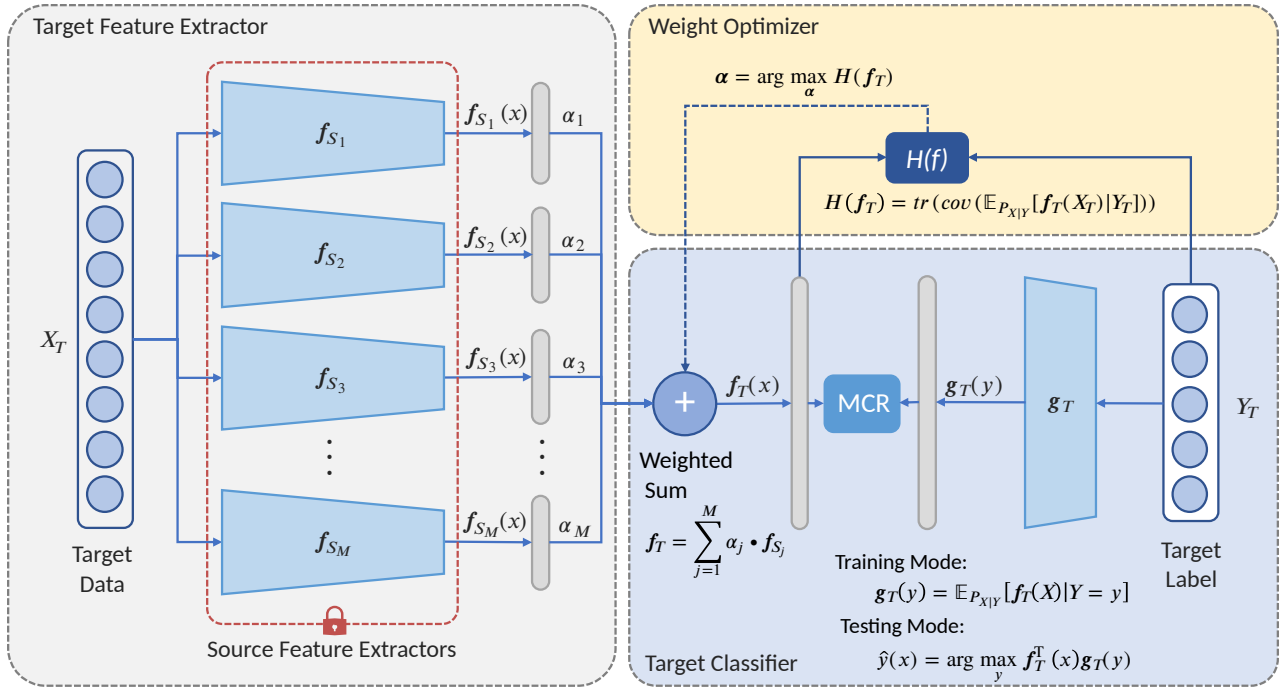 Target Feature Extractor
X_T
Target
Data
f_{S_1}
f_{S_2}
f_{S_3}
f_{S_M}
f_{S_1}(x)
f_{S_2}(x)
f_{S_3}(x)
f_{S_M}(x)
α_1
α_2
α_3
α_M
Source Feature Extractors
Weight Optimizer
α = arg max_α H(f_T)
H(f)
H(f_T) = tr(cov(𝔼_{P_{X|Y}}[f_T(X_T)|Y_T]))
+
Weighted
Sum
f_T = ∑_{j=1}^{M} α_j • f_{S_j}
f_T(x)
MCR
g_T(y)
g_T
Y_T
Target
Label
Training Mode:
g_T(y) = 𝔼_{P_{X|Y}}[f_T(X)|Y = y]
Testing Mode:
ŷ(x) = arg max_y f_T^T(x)g_T(y)
Target Classifier